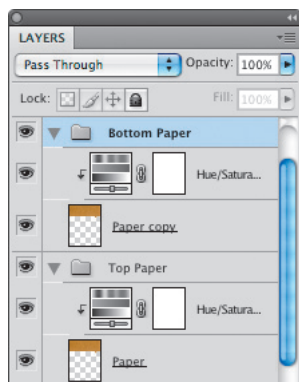 LAYERS
Pass Through Opacity: 100%
Lock: Fill: 100%
Bottom Paper
Hue/Satura...
Paper copy
Top Paper
Hue/Satura...
Paper